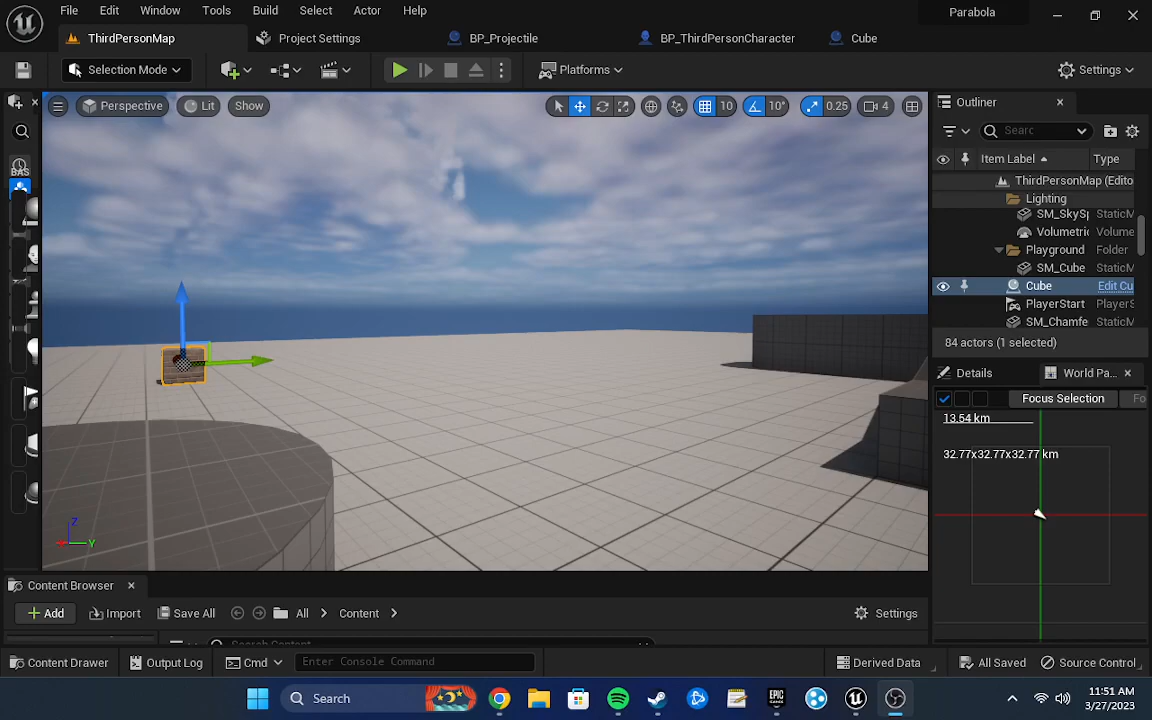 File Edit Window Tools Build Select Actor Help Parabola
ThirdPersonMap Project Settings BP_Projectile BP_ThirdPersonCharacter Cube
Selection Mode Platforms Settings
Perspective Lit Show 10 10° 0.25 4 Outliner
Searc
BAS Item Label Type
ThirdPersonMap (Edito
Lighting
SM_SkySp StaticM
Volumetric Volume
Playground Folder
SM_Cube StaticM
Cube Edit Cu
PlayerStart PlayerS
SM_Chamfe StaticM
84 actors (1 selected)
Details World Pa...
Focus Selection Fo
13.54 km
32.77x32.77x32.77 km
Z
Y
Content Browser
Add Import Save All All Content Settings
Content Drawer Output Log Cmd Enter Console Command Derived Data All Saved Source Control
Search EPIC GAMES 11:51 AM
3/27/2023